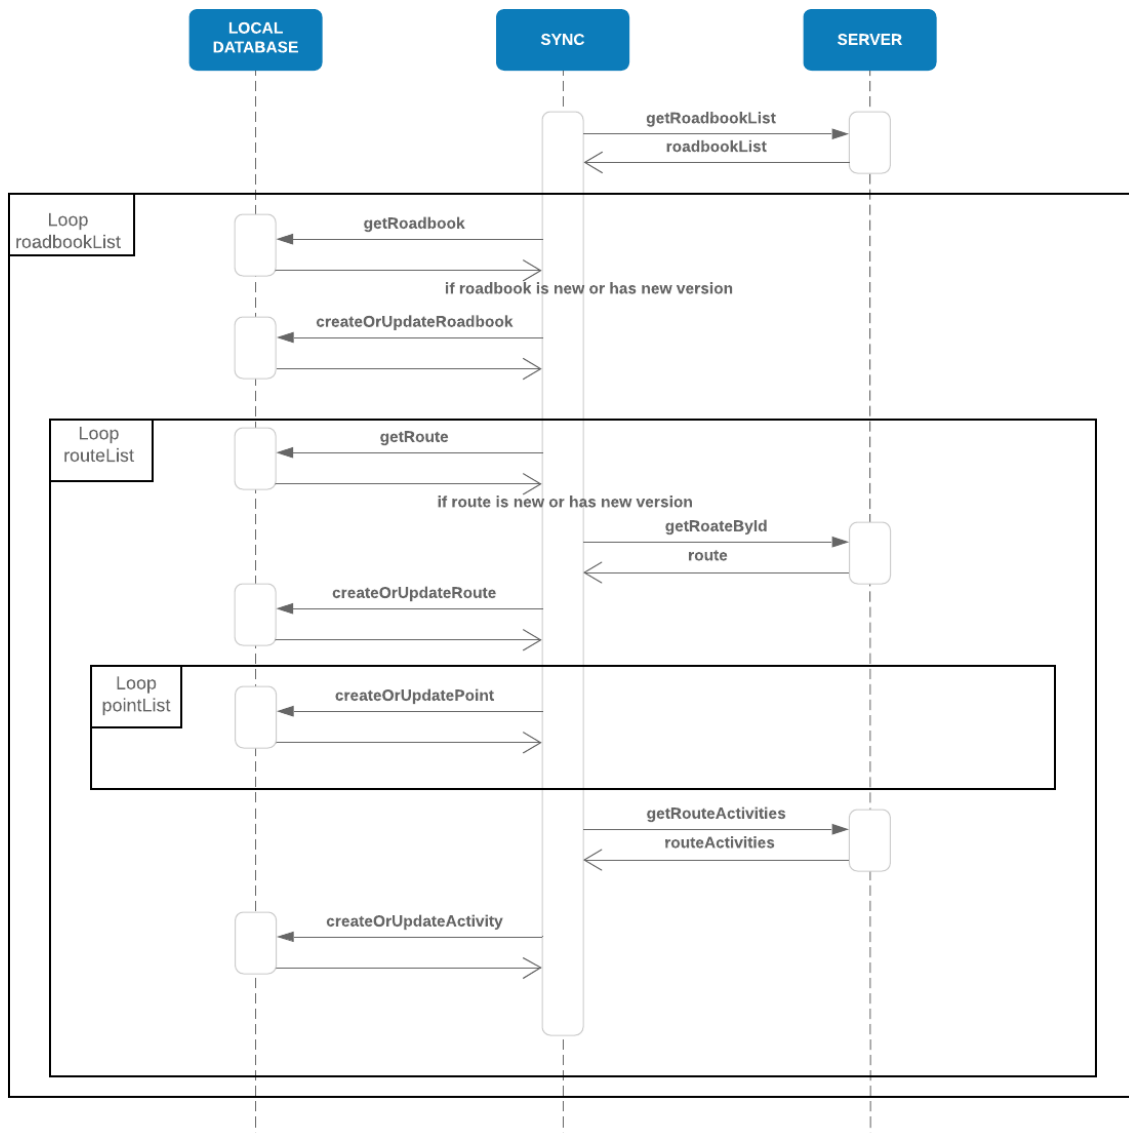 LOCAL
DATABASE
SYNC
SERVER
getRoadbookList
roadbookList
Loop
roadbookList
getRoadbook
if roadbook is new or has new version
createOrUpdateRoadbook
Loop
routeList
getRoute
if route is new or has new version
getRoateById
route
createOrUpdateRoute
Loop
pointList
createOrUpdatePoint
getRouteActivities
routeActivities
createOrUpdateActivity